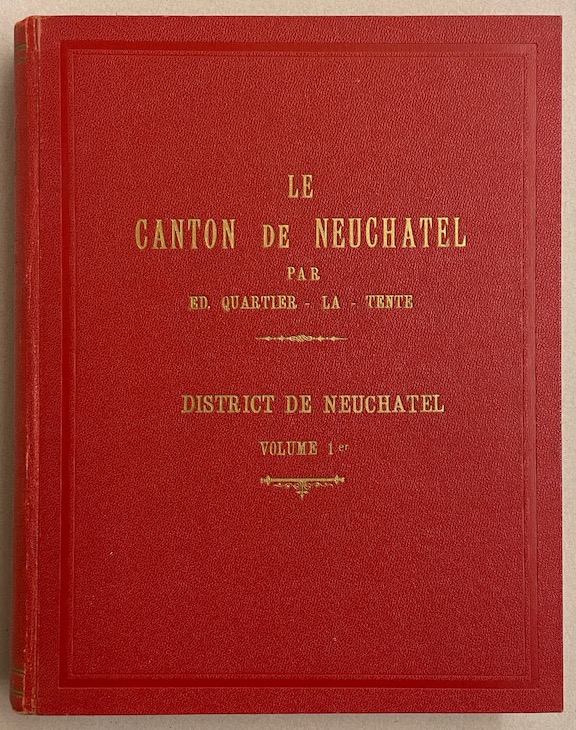 LE
CANTON DE NEUCHATEL
PAR
ED. QUARTIER - LA - TENTE
DISTRICT DE NEUCHATEL
VOLUME 1er